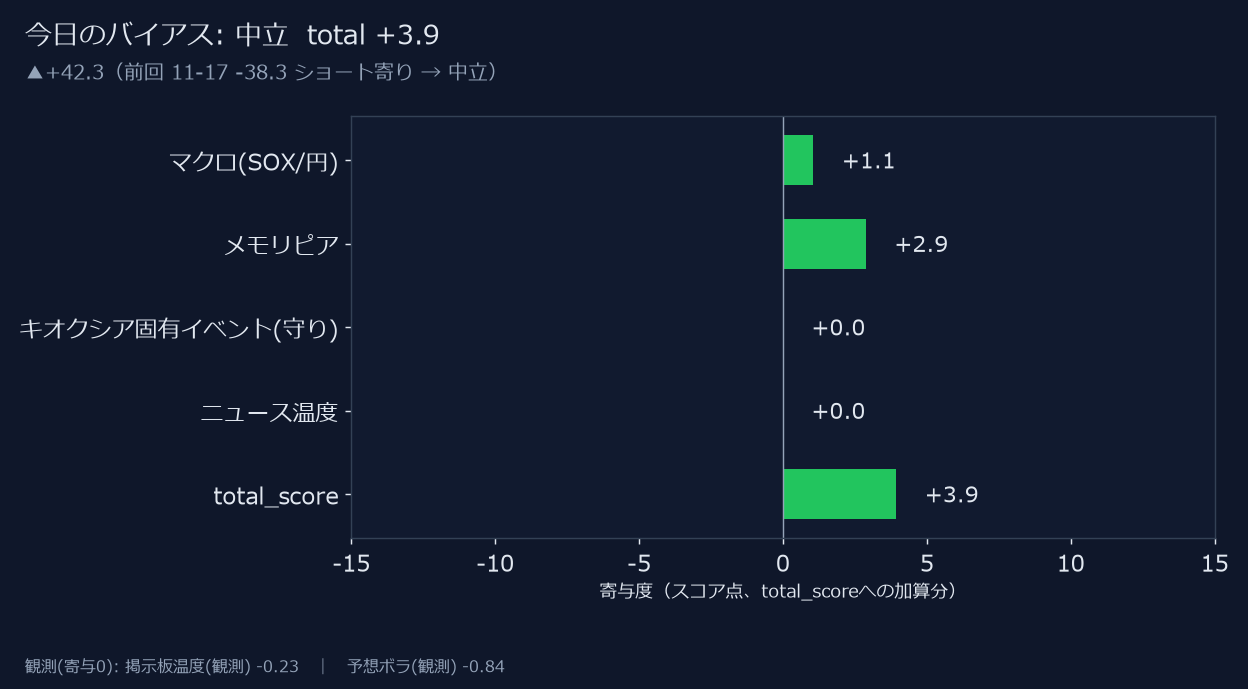 今日のバイアス: 中立  total +3.9
▲+42.3（前回 11-17 -38.3 ショート寄り → 中立）
マクロ(SOX/円)
+1.1
メモリピア
+2.9
キオクシア固有イベント(守り)
+0.0
ニュース温度
+0.0
total_score
+3.9
-15 -10 -5 0 5 10 15
寄与度（スコア点、total_scoreへの加算分）
観測(寄与0): 掲示板温度(観測) -0.23 ｜ 予想ボラ(観測) -0.84